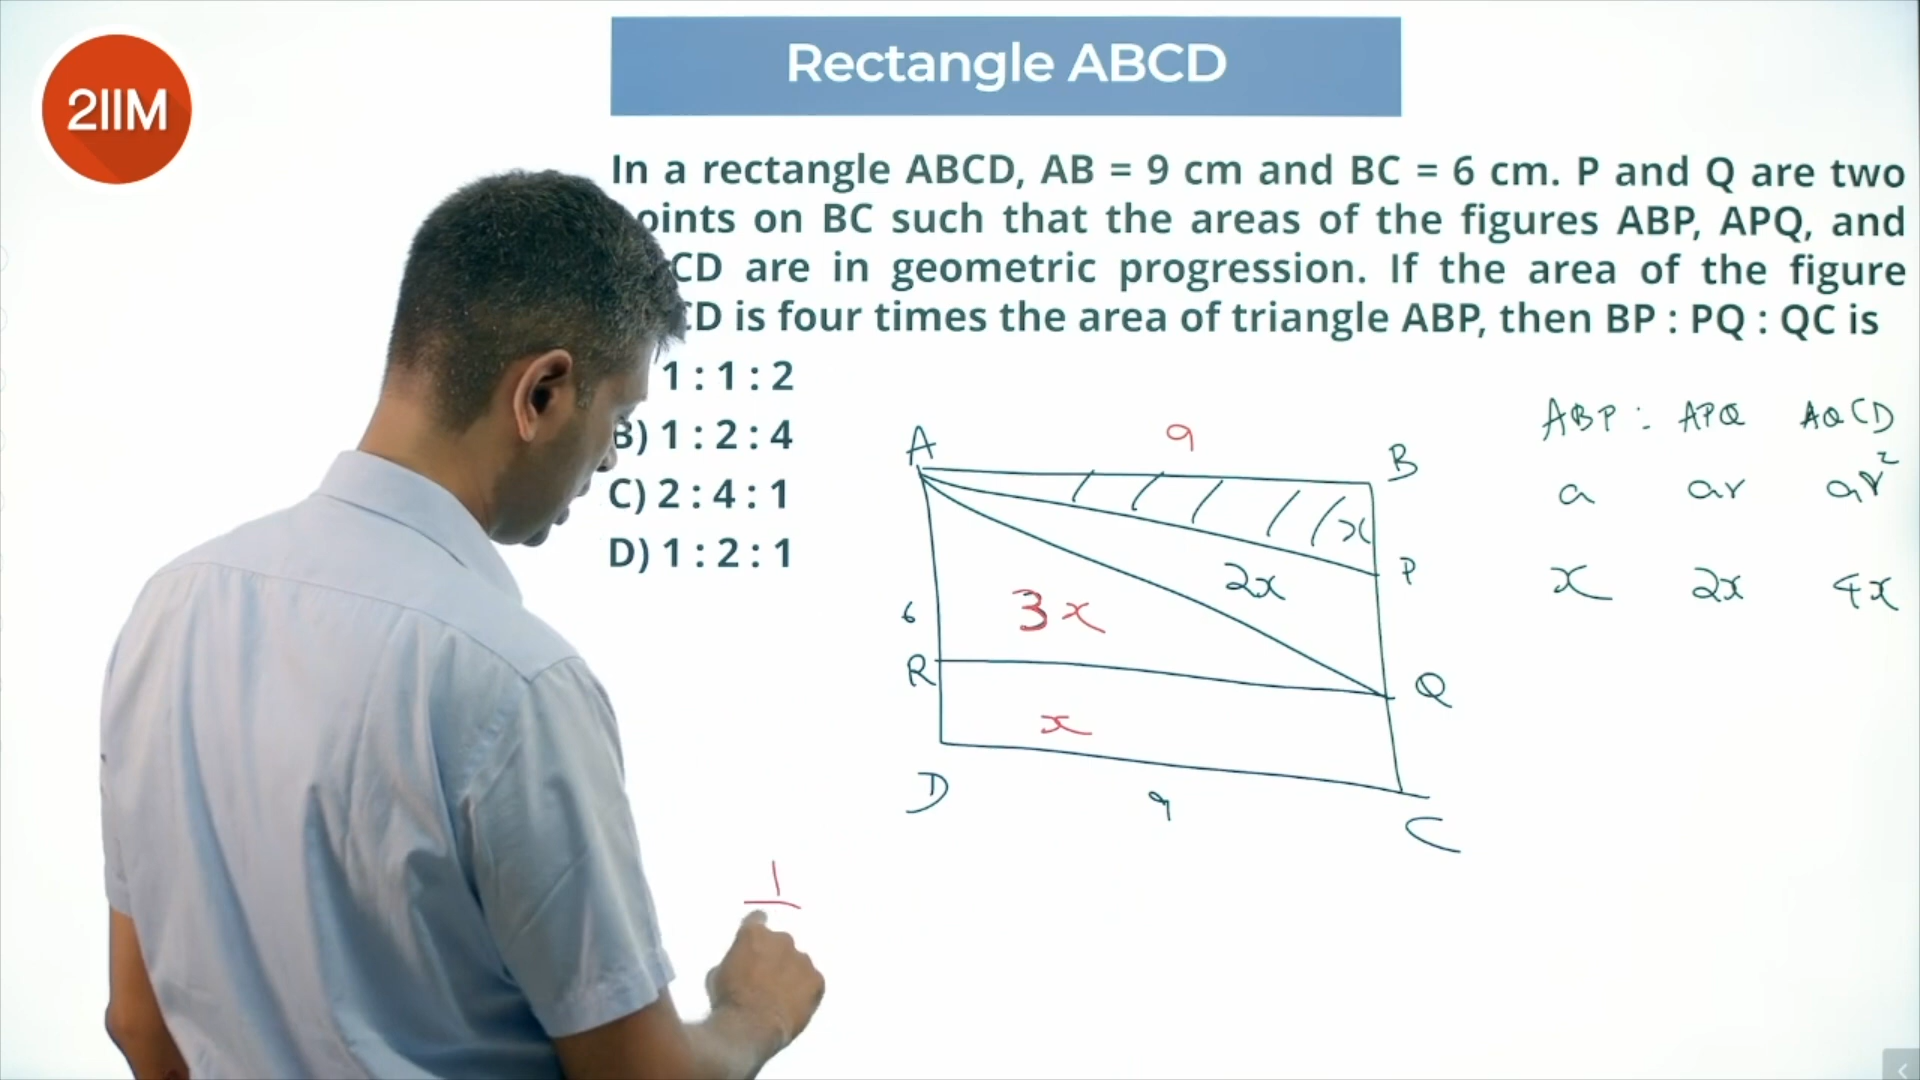 2IIM
Rectangle ABCD
In a rectangle ABCD, AB = 9 cm and BC = 6 cm. P and Q are two
oints on BC such that the areas of the figures ABP, APQ, and
CD are in geometric progression. If the area of the figure
CD is four times the area of triangle ABP, then BP : PQ : QC is
1 : 1 : 2
B) 1 : 2 : 4
C) 2 : 4 : 1
D) 1 : 2 : 1
ABP : APQ AQCD
a ar ar²
x 2x 4x
A 9 B
x
P
2x
3x
6
R Q
x
D 9 C
1